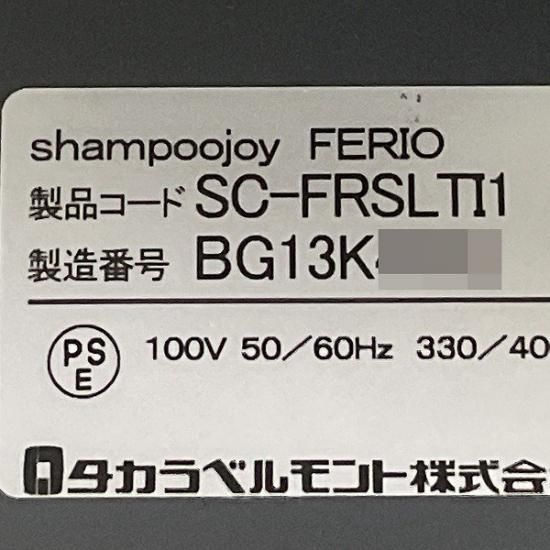 shampoojoy FERIO
製品コード SC-FRSLTI1
製造番号 BG13K
PS
E
100V 50／60Hz 330／40
タカラベルモント株式会